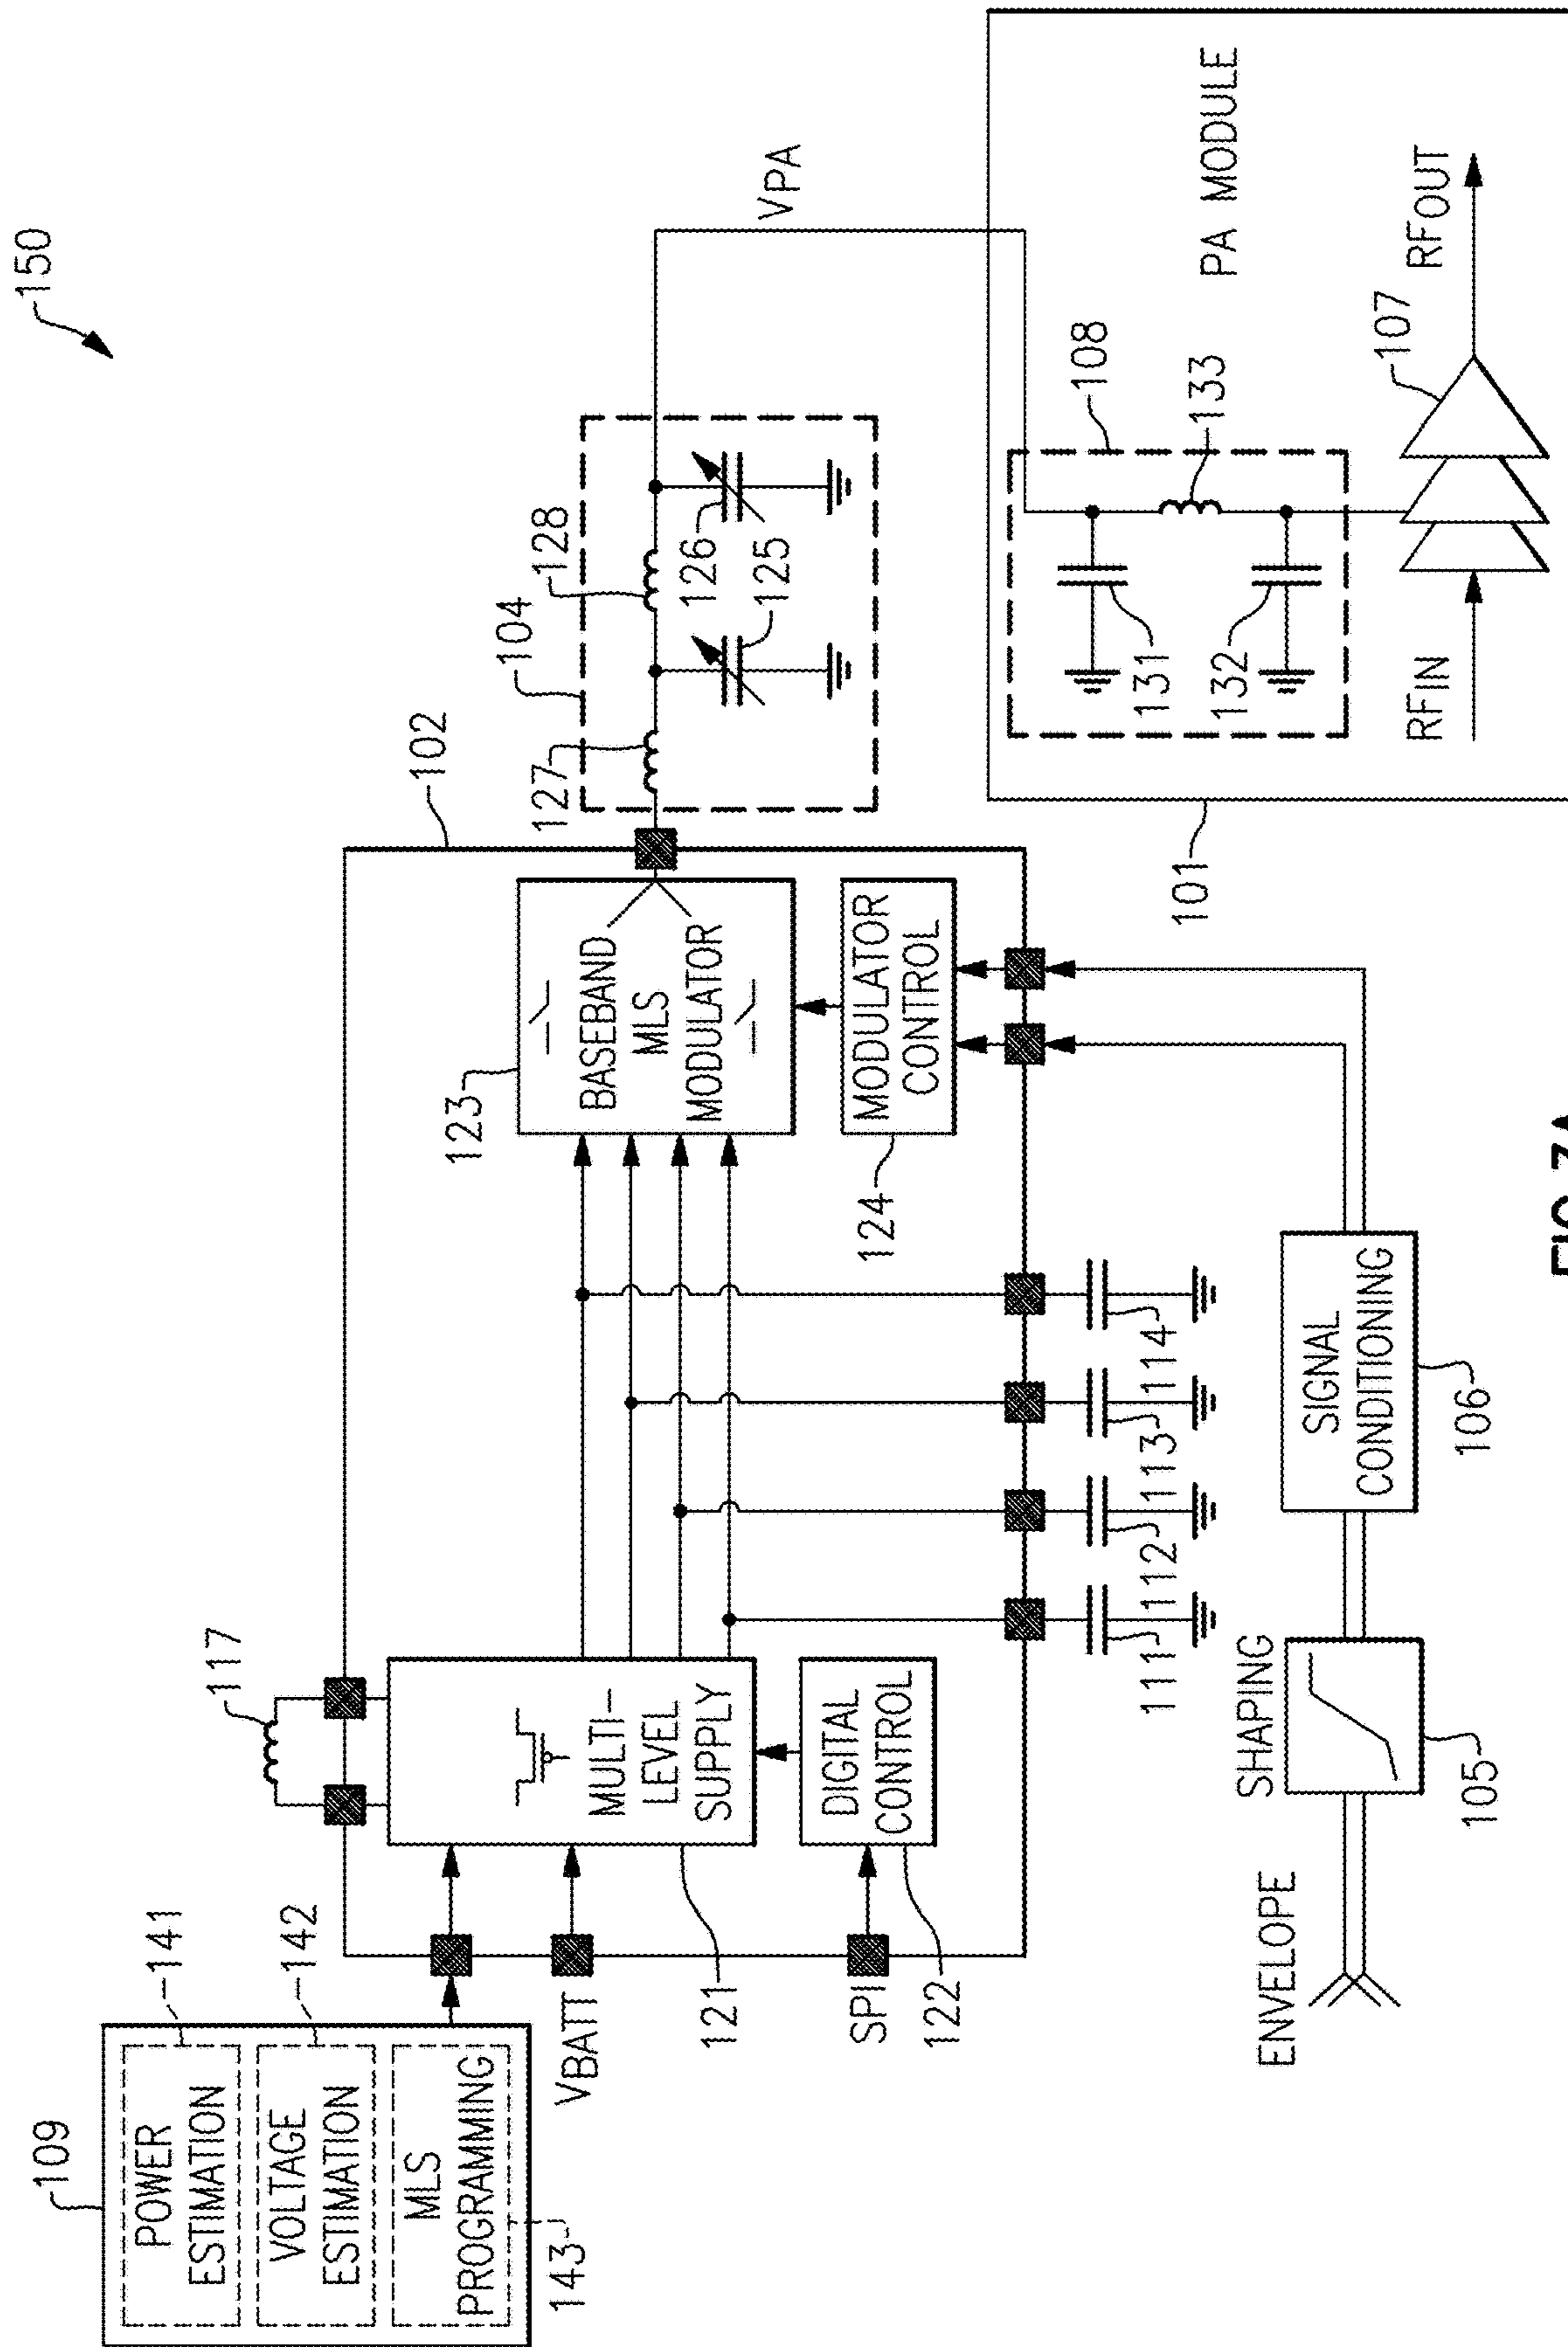 150
109
POWER
ESTIMATION
141
VOLTAGE
ESTIMATION
142
MLS
PROGRAMMING
143
117
102
VBATT
SPI
MULTI-
LEVEL
SUPPLY
121
DIGITAL
CONTROL
122
123
BASEBAND
MLS
MODULATOR
MODULATOR
CONTROL
124
111
112
113
114
104
127
128
125
126
VPA
ENVELOPE
SHAPING
105
SIGNAL
CONDITIONING
106
101
PA MODULE
108
131
133
132
107
RFIN
RFOUT